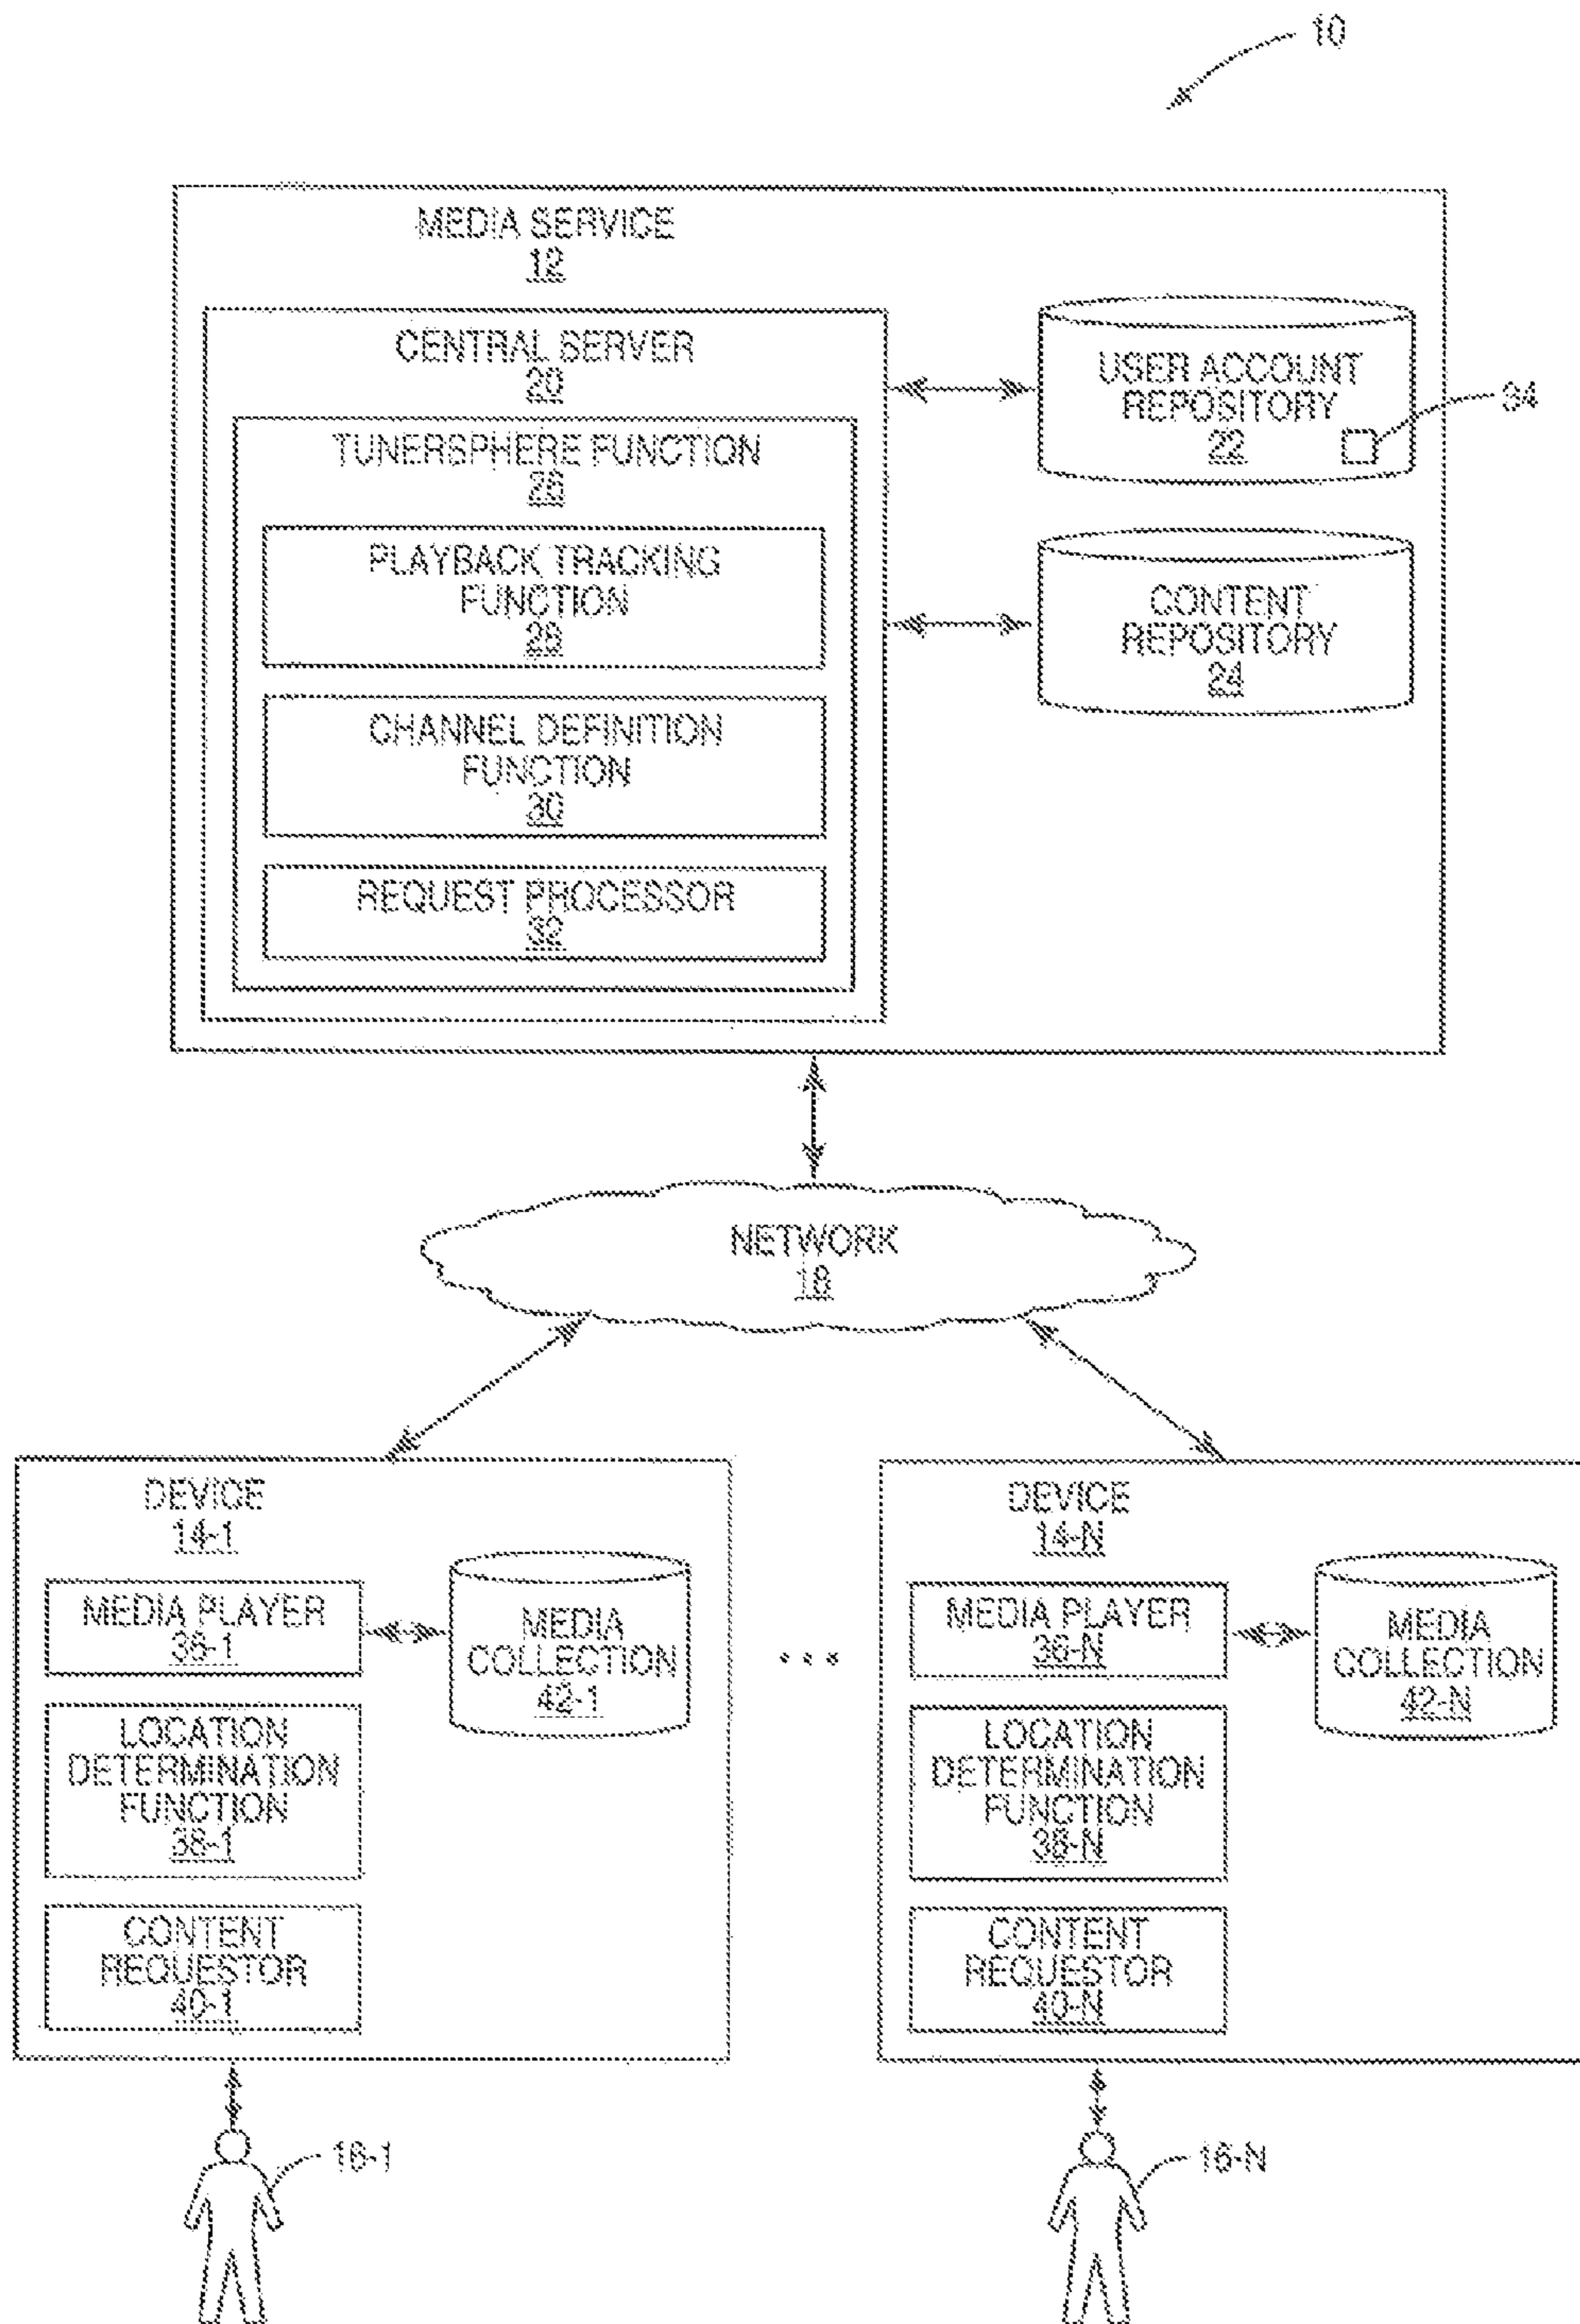 10
MEDIA SERVICE
12
CENTRAL SERVER
20
TUNERSPHERE FUNCTION
26
PLAYBACK TRACKING
FUNCTION
28
CHANNEL DEFINITION
FUNCTION
30
REQUEST PROCESSOR
32
USER ACCOUNT
REPOSITORY
22
34
CONTENT
REPOSITORY
24
NETWORK
18
DEVICE
14-1
MEDIA PLAYER
36-1
MEDIA
COLLECTION
42-1
LOCATION
DETERMINATION
FUNCTION
38-1
CONTENT
REQUESTOR
40-1
...
DEVICE
14-N
MEDIA PLAYER
36-N
MEDIA
COLLECTION
42-N
LOCATION
DETERMINATION
FUNCTION
38-N
CONTENT
REQUESTOR
40-N
16-1
16-N